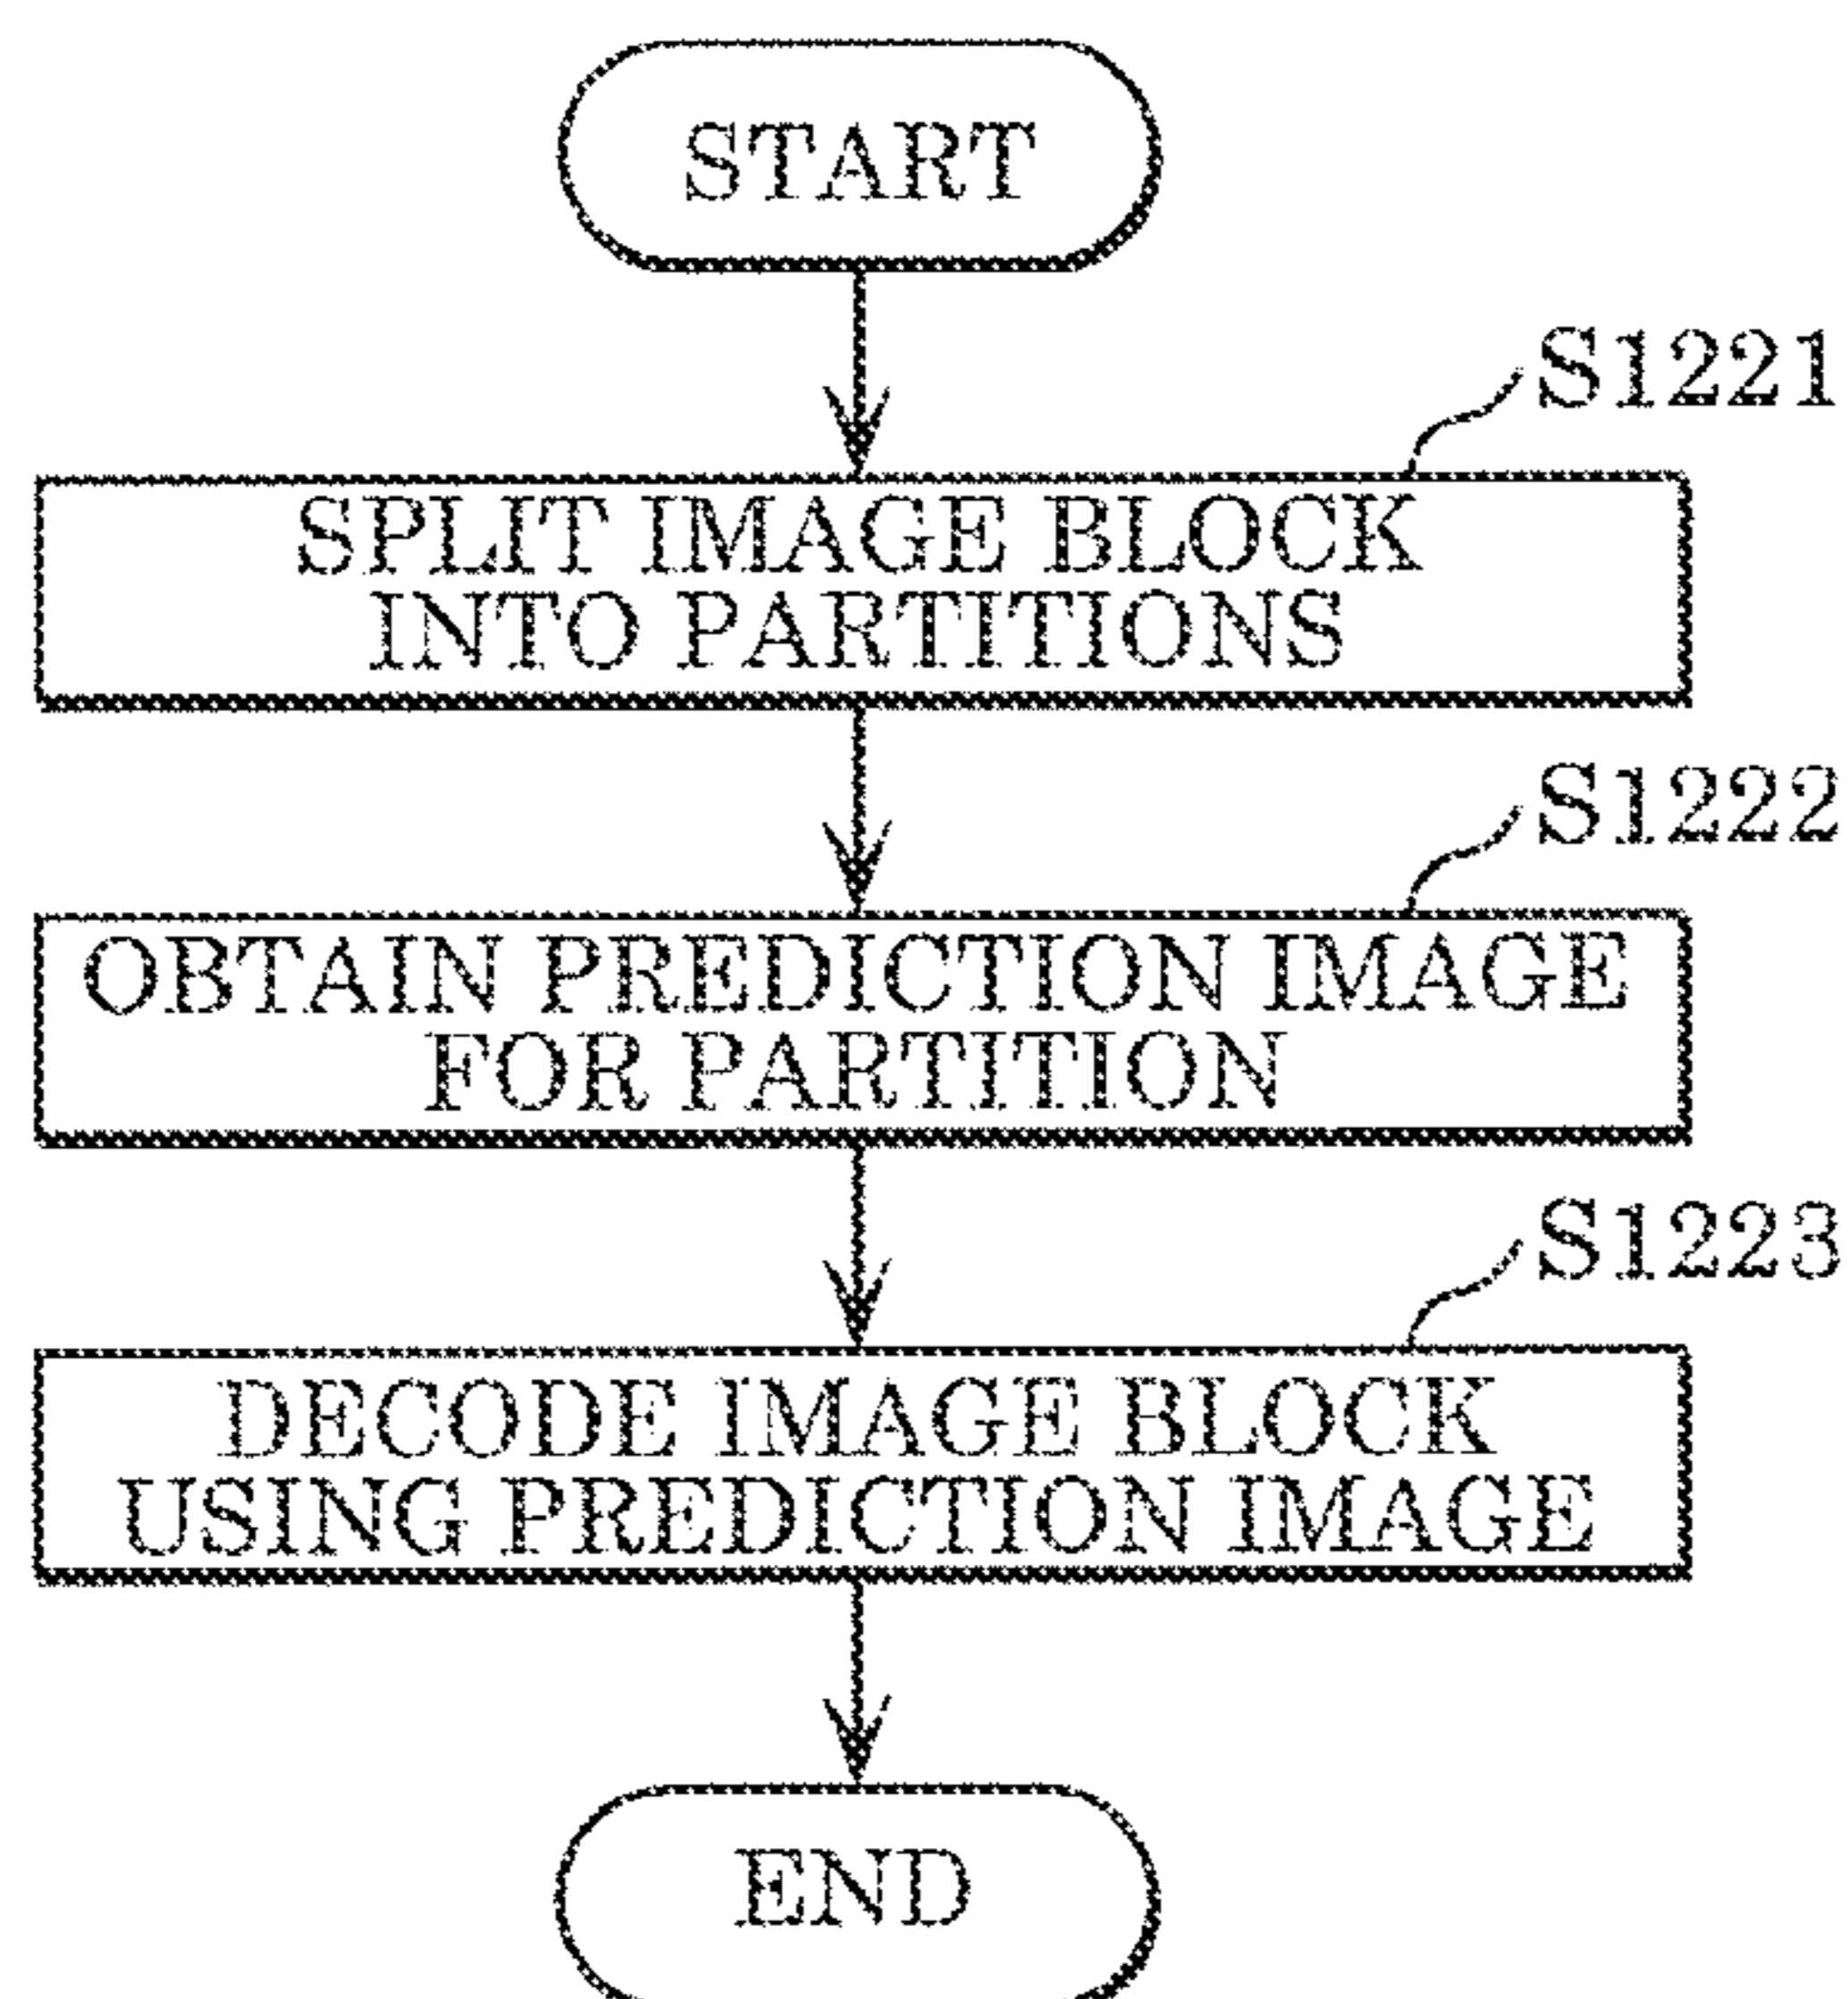 START
S1221
SPLIT IMAGE BLOCK
INTO PARTITIONS
S1222
OBTAIN PREDICTION IMAGE
FOR PARTITION
S1223
DECODE IMAGE BLOCK
USING PREDICTION IMAGE
END